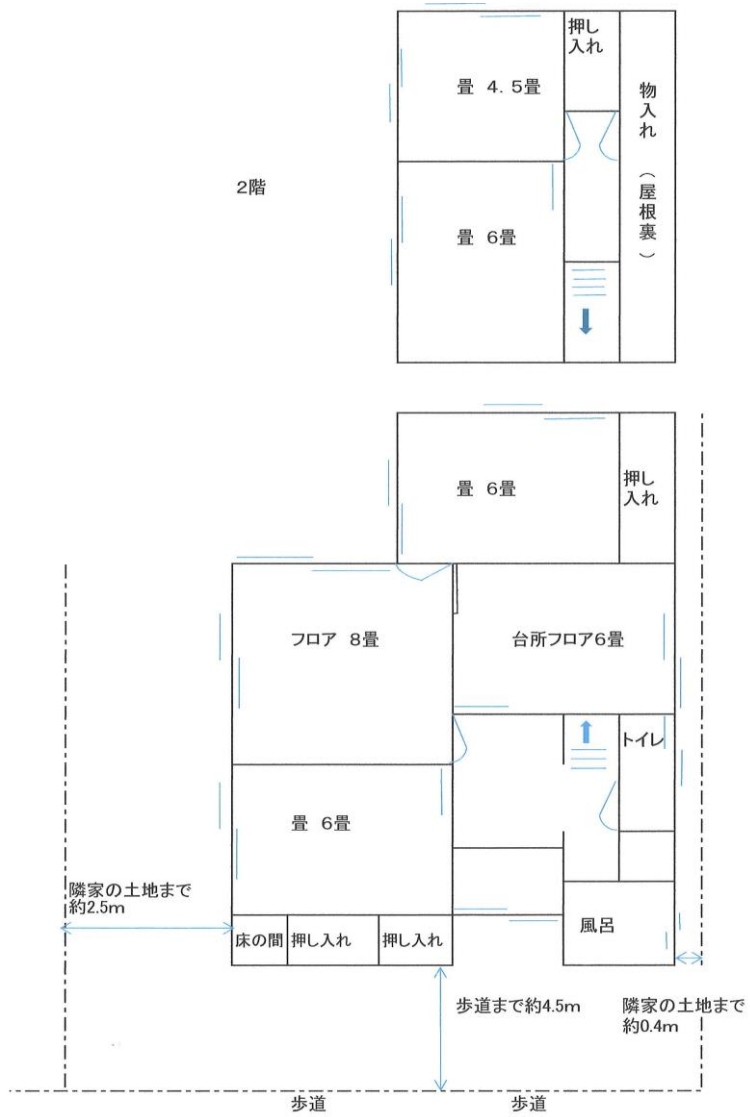 押し
入れ
畳 4.5畳
物入れ (屋根裏)
2階
畳 6畳
畳 6畳
押し
入れ
フロア 8畳
台所フロア6畳
トイレ
畳 6畳
隣家の土地まで
約2.5m
床の間
押し入れ
押し入れ
風呂
歩道まで約4.5m
隣家の土地まで
約0.4m
歩道
歩道